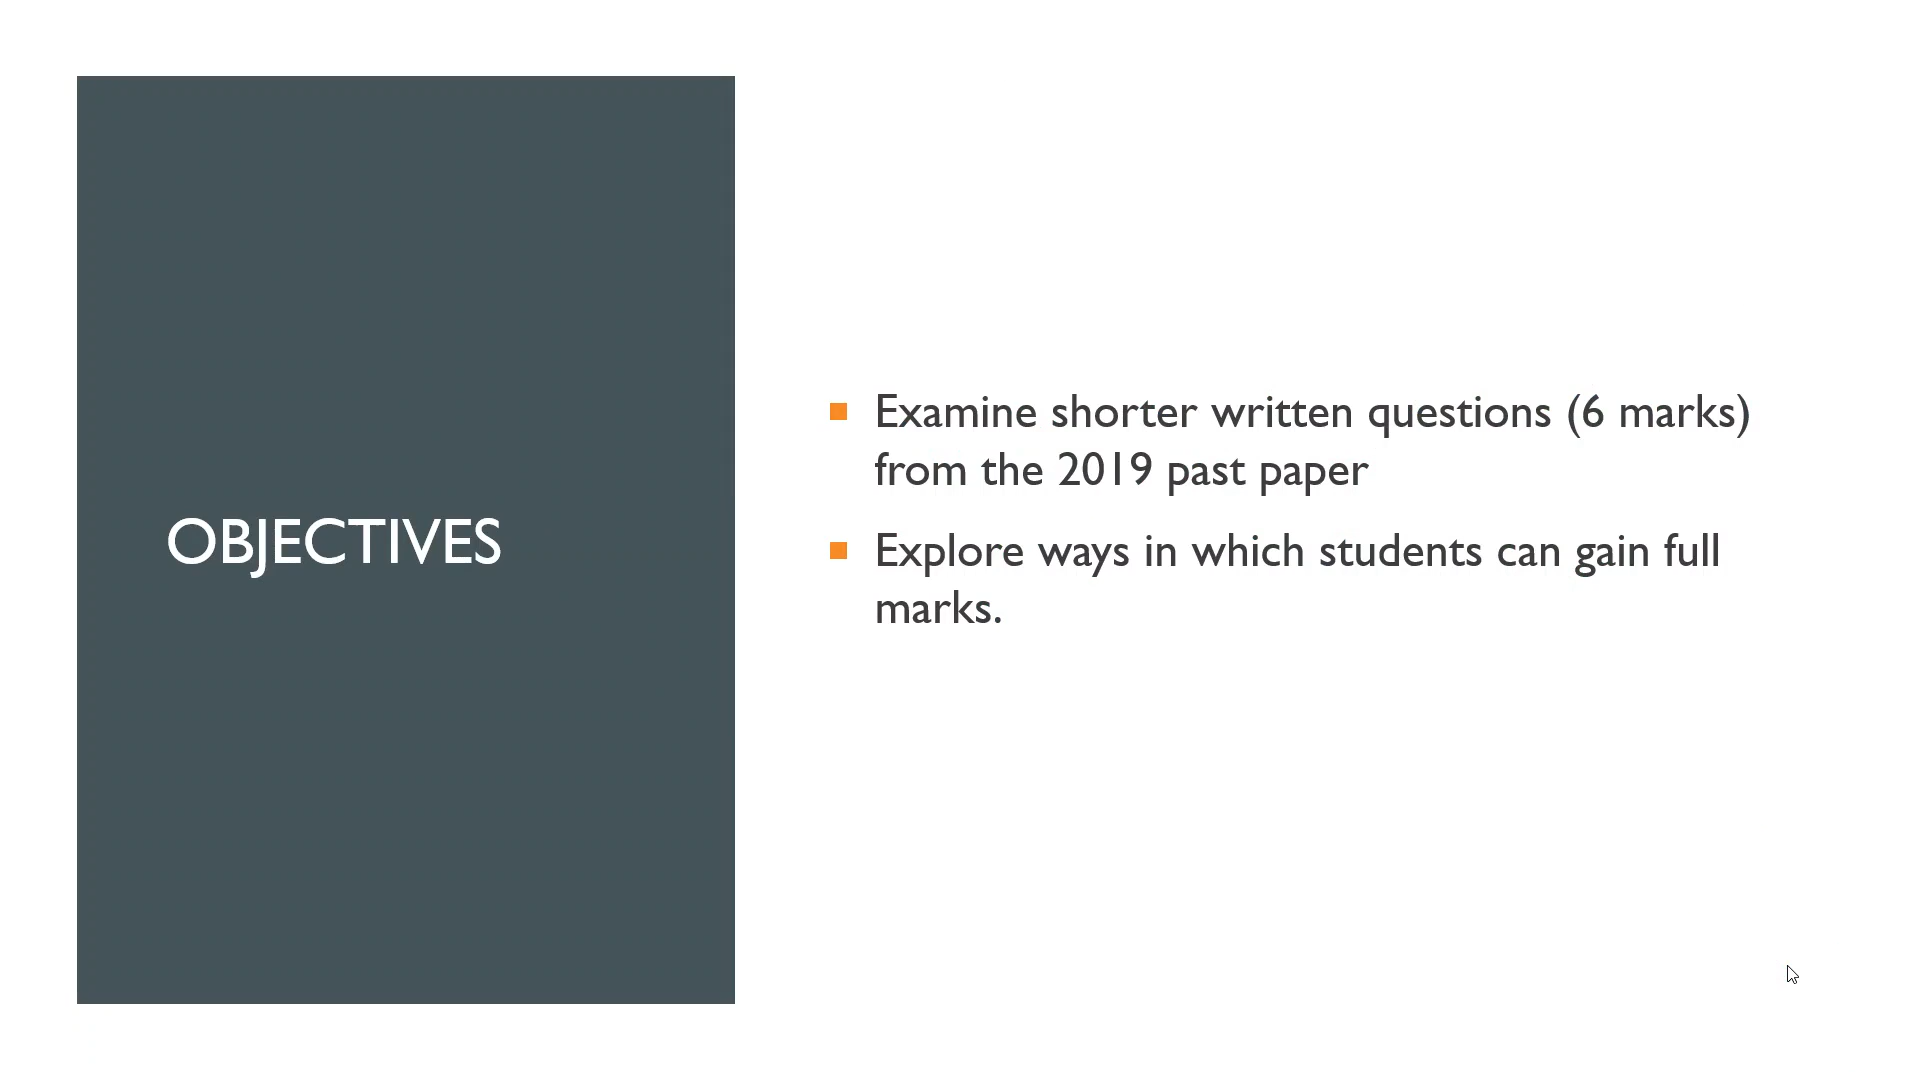 OBJECTIVES
Examine shorter written questions (6 marks)
from the 2019 past paper
Explore ways in which students can gain full
marks.